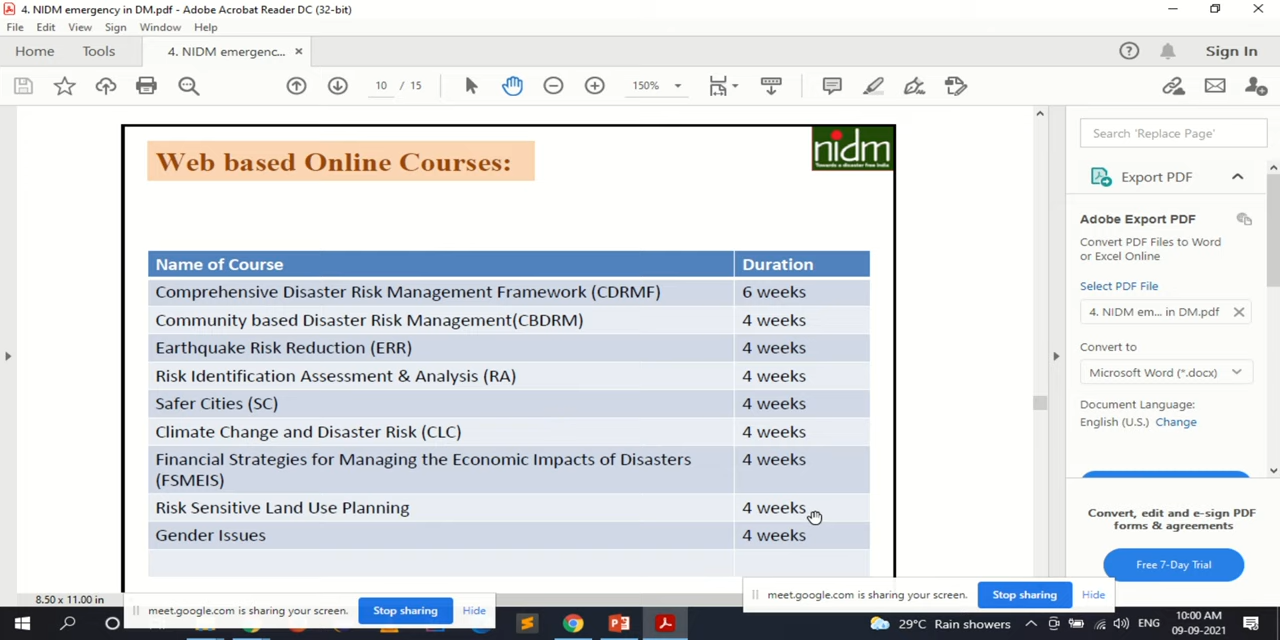 4. NIDM emergency in DM.pdf - Adobe Acrobat Reader DC (32-bit)
File Edit View Sign Window Help
Home Tools 4. NIDM emergenc... × Sign In
10 / 15 150%
Web based Online Courses:
nidm
Towards a disaster free India
Name of Course Duration
Comprehensive Disaster Risk Management Framework (CDRMF) 6 weeks
Community based Disaster Risk Management(CBDRM) 4 weeks
Earthquake Risk Reduction (ERR) 4 weeks
Risk Identification Assessment & Analysis (RA) 4 weeks
Safer Cities (SC) 4 weeks
Climate Change and Disaster Risk (CLC) 4 weeks
Financial Strategies for Managing the Economic Impacts of Disasters 4 weeks
(FSMEIS)
Risk Sensitive Land Use Planning 4 weeks
Gender Issues 4 weeks
Search 'Replace Page'
Export PDF
Adobe Export PDF
Convert PDF Files to Word
or Excel Online
Select PDF File
4. NIDM em... in DM.pdf
Convert to
Microsoft Word (*.docx)
Document Language:
English (U.S.) Change
Convert, edit and e-sign PDF
forms & agreements
Free 7-Day Trial
8.50 x 11.00 in
meet.google.com is sharing your screen. Stop sharing Hide
meet.google.com is sharing your screen. Stop sharing Hide
29°C Rain showers ENG 10:00 AM
09-09-2021